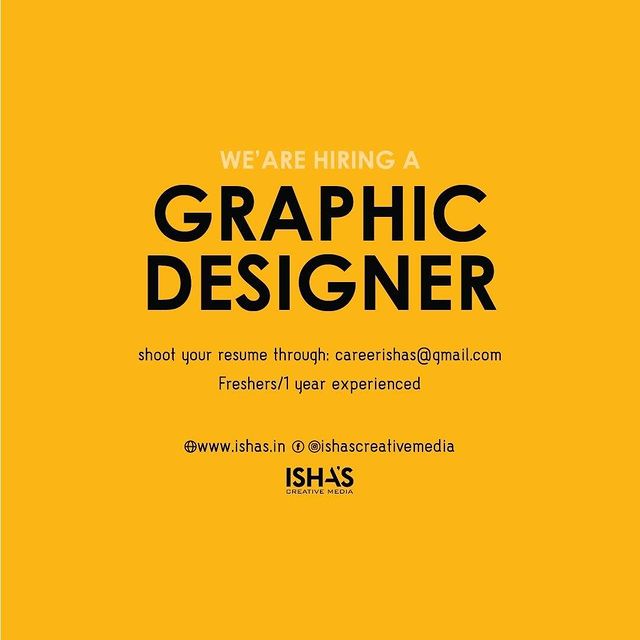 WE'ARE HIRING A
GRAPHIC
DESIGNER
shoot your resume through: careerishas@gmail.com
Freshers/1 year experienced
www.ishas.in @ishascreativemedia
ISHA'S
CREATIVE MEDIA